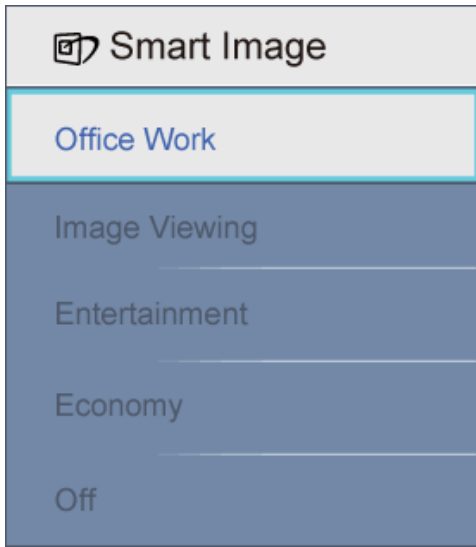 Smart Image
Office Work
Image Viewing
Entertainment
Economy
Off